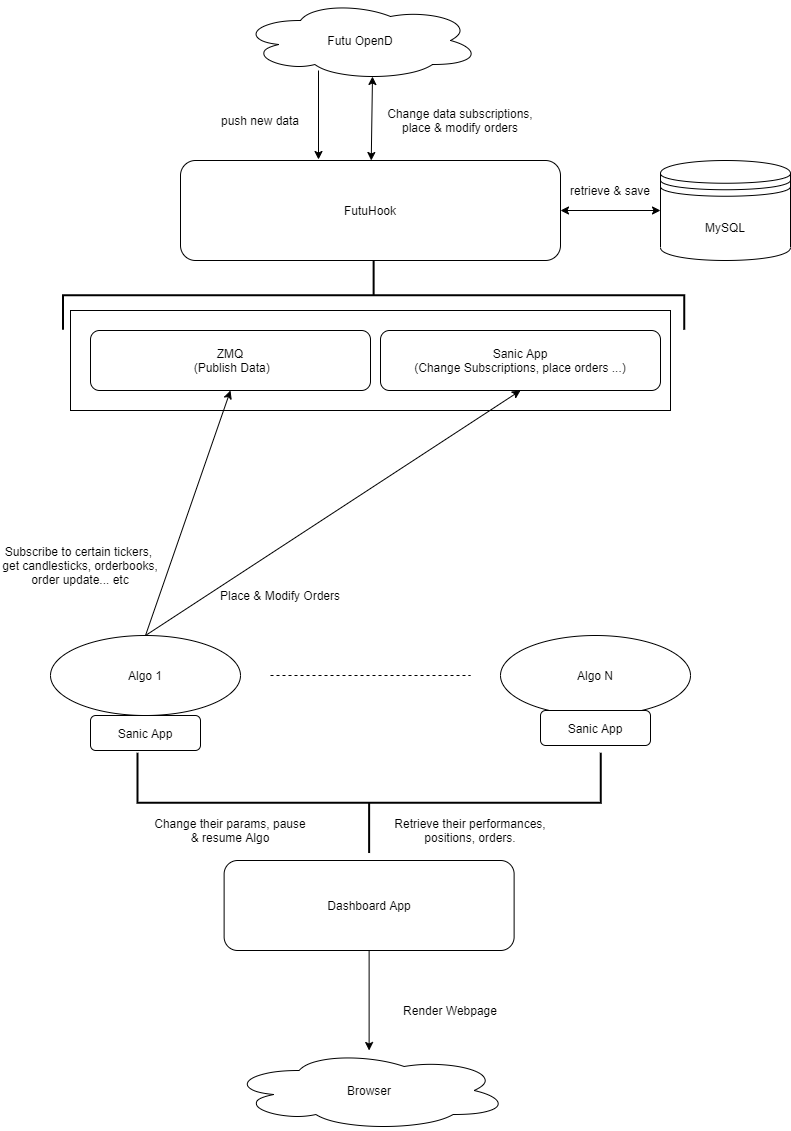 Futu OpenD
push new data
Change data subscriptions,
place & modify orders
FutuHook
retrieve & save
MySQL
ZMQ
(Publish Data)
Sanic App
(Change Subscriptions, place orders ...)
Subscribe to certain tickers,
get candlesticks, orderbooks,
order update... etc
Place & Modify Orders
Algo 1
Algo N
Sanic App
Sanic App
Change their params, pause
& resume Algo
Retrieve their performances,
positions, orders.
Dashboard App
Render Webpage
Browser